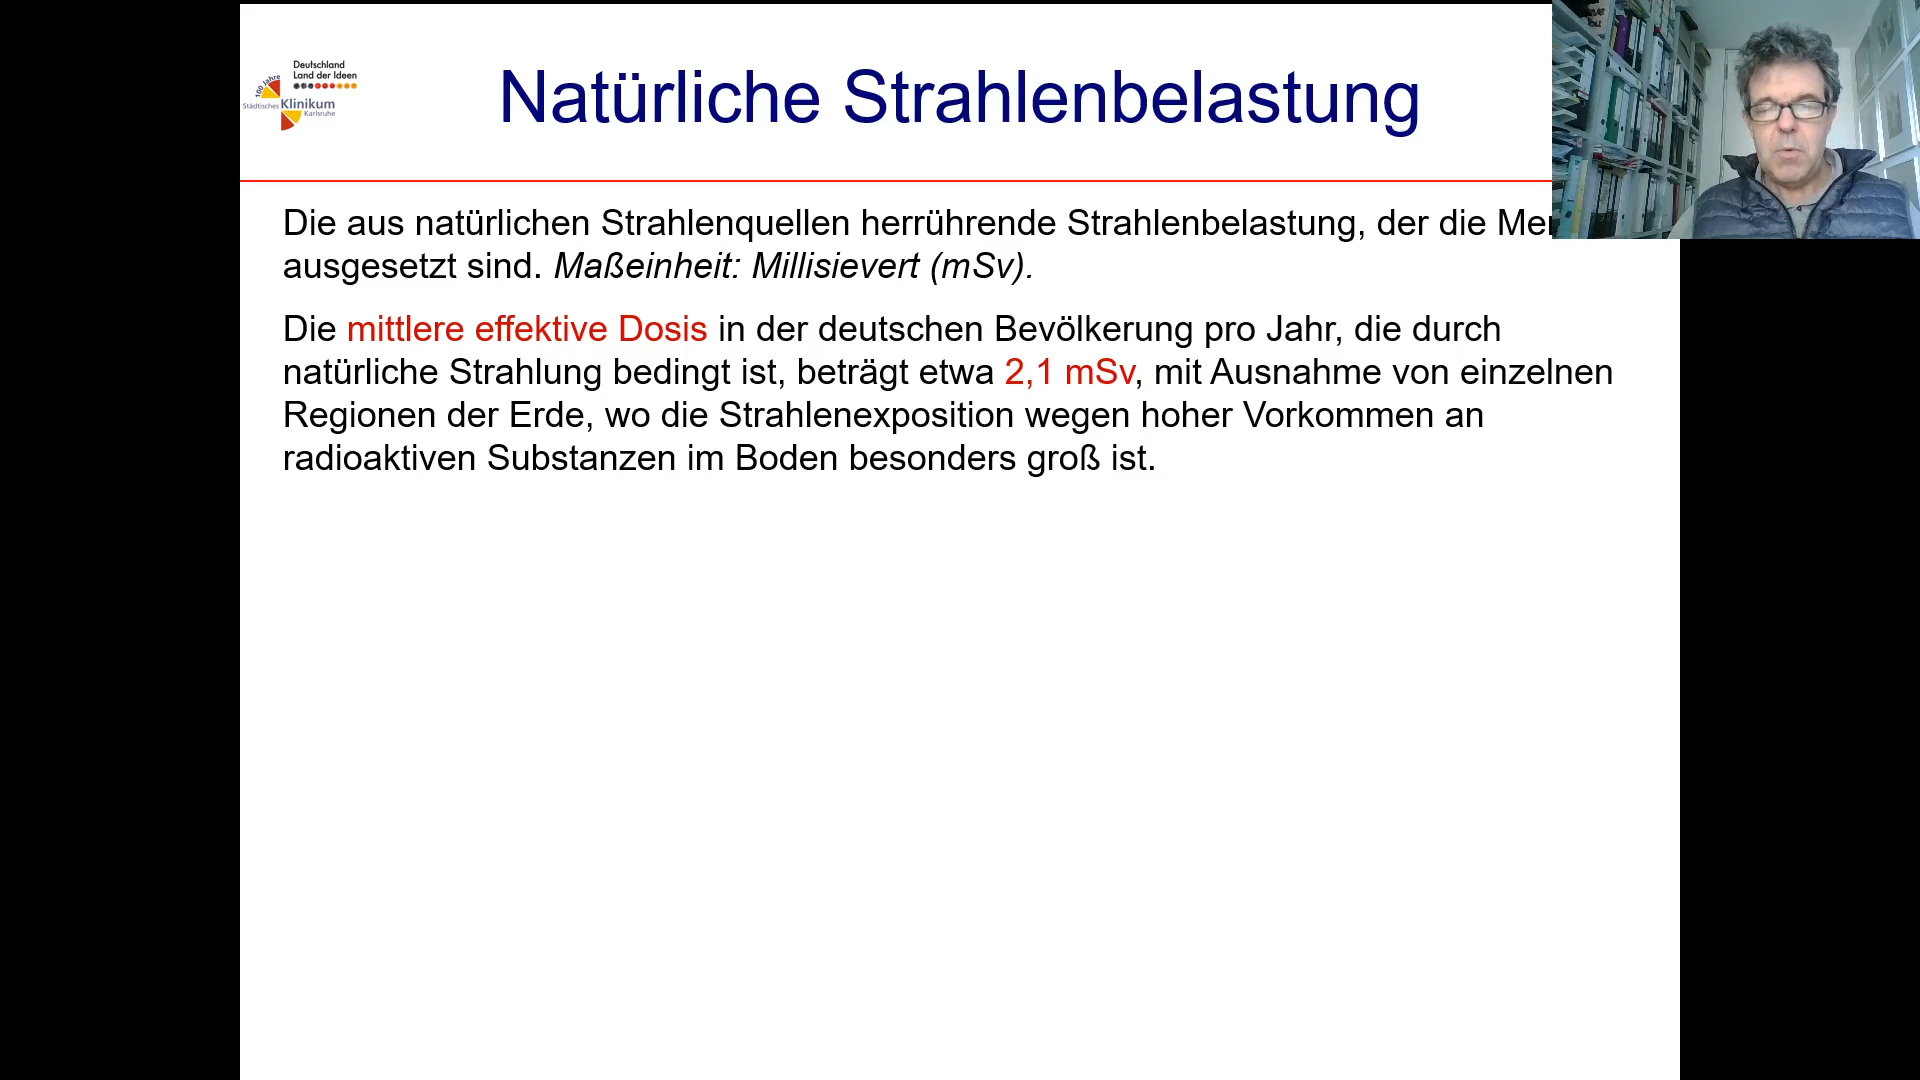 Deutschland
Land der Ideen
100 Jahre
Städtisches Klinikum
Karlsruhe
Natürliche Strahlenbelastung
Die aus natürlichen Strahlenquellen herrührende Strahlenbelastung, der die
ausgesetzt sind. Maßeinheit: Millisievert (mSv).
Die mittlere effektive Dosis in der deutschen Bevölkerung pro Jahr, die durch
natürliche Strahlung bedingt ist, beträgt etwa 2,1 mSv, mit Ausnahme von einzelnen
Regionen der Erde, wo die Strahlenexposition wegen hoher Vorkommen an
radioaktiven Substanzen im Boden besonders groß ist.